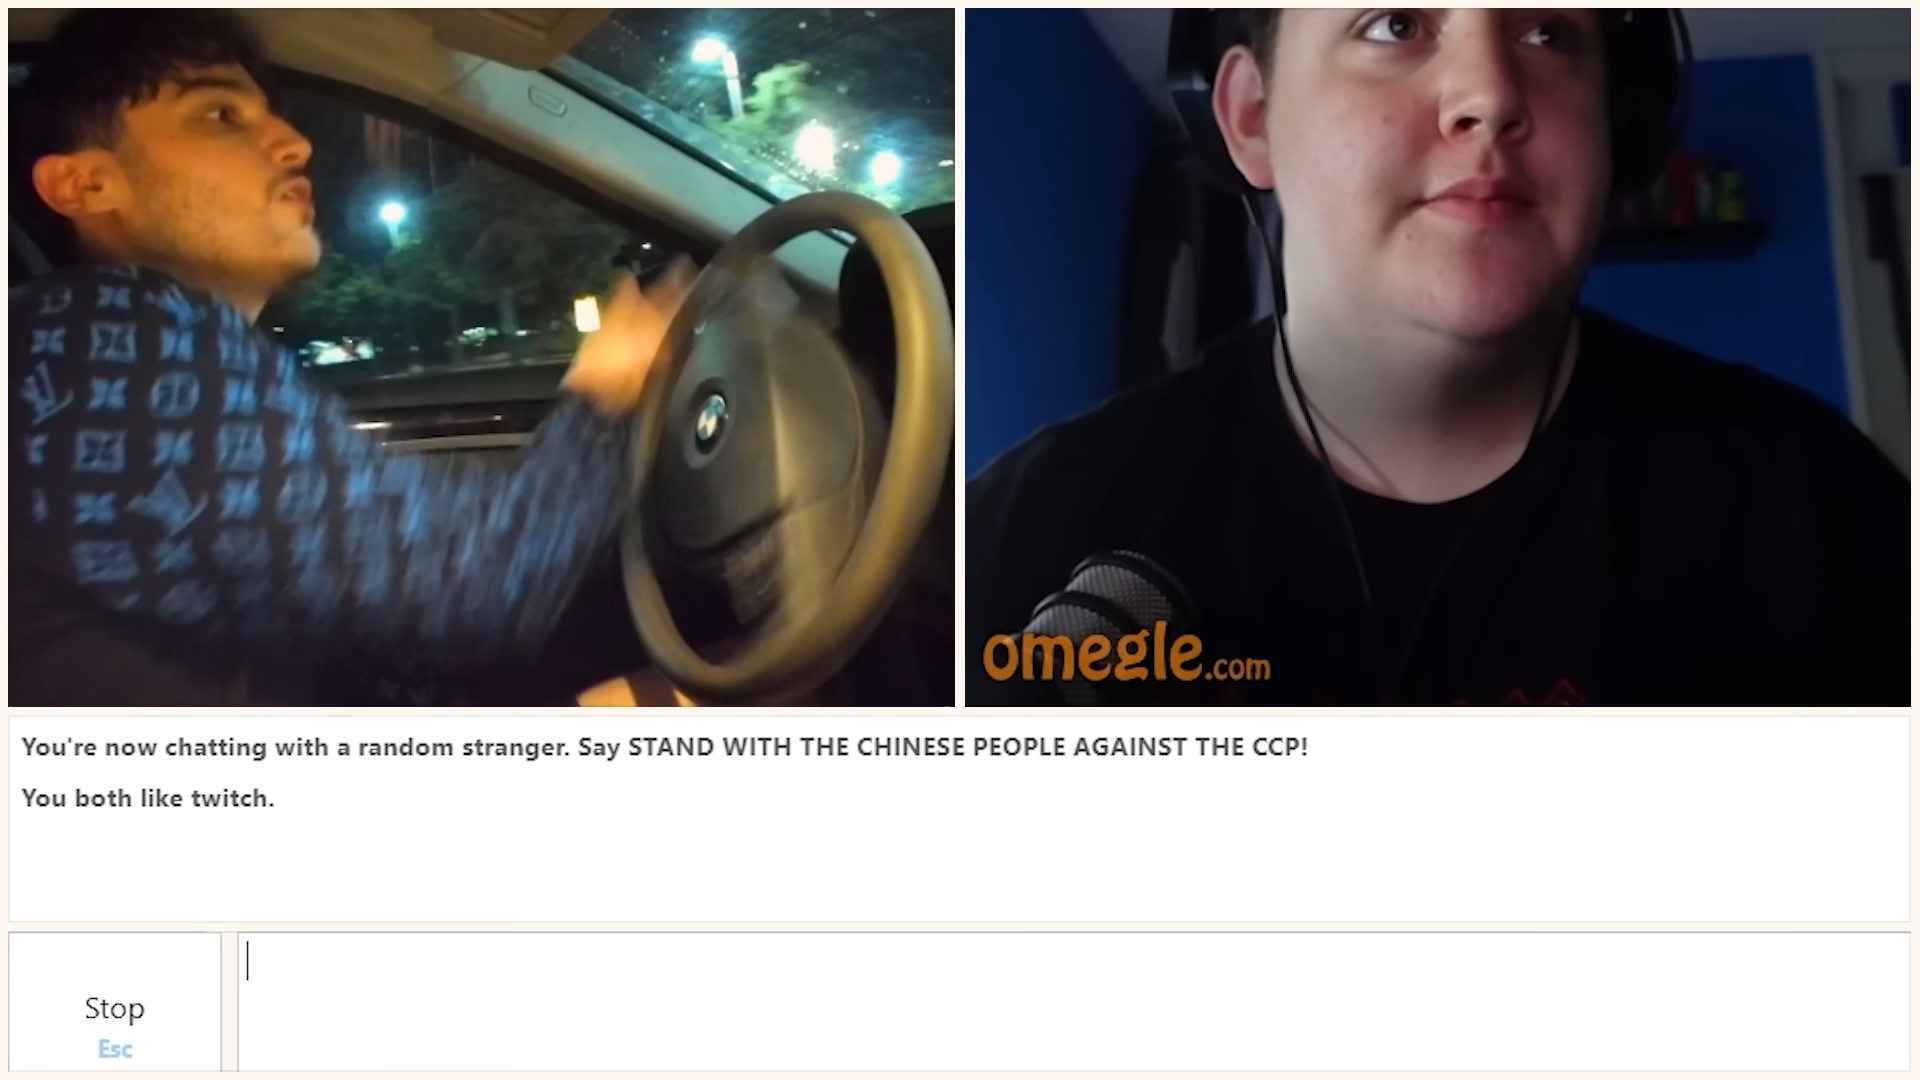 omegle.com
You're now chatting with a random stranger. Say STAND WITH THE CHINESE PEOPLE AGAINST THE CCP!
You both like twitch.
Stop
Esc